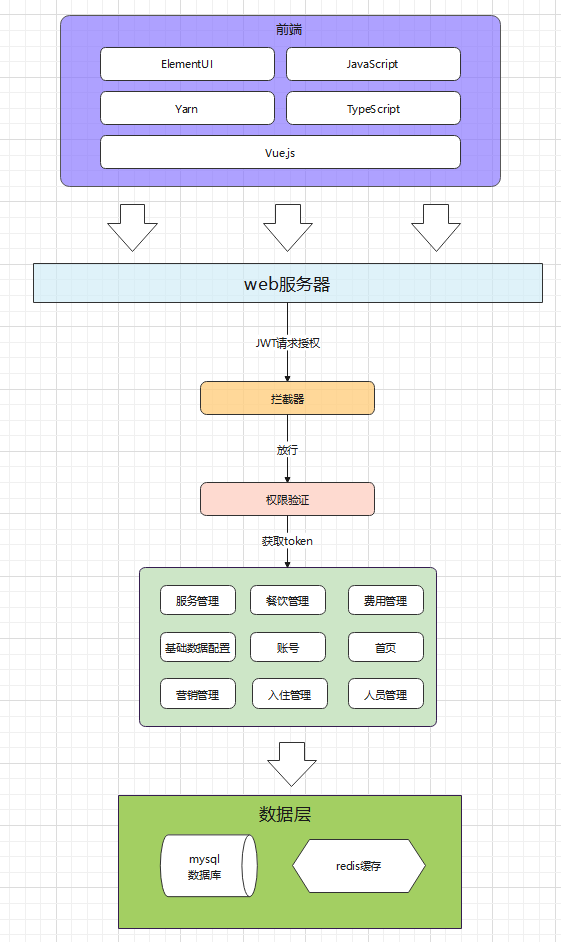 前端
ElementUI
JavaScript
Yarn
TypeScript
Vue.js
web服务器
JWT请求授权
拦截器
放行
权限验证
获取token
服务管理
餐饮管理
费用管理
基础数据配置
账号
首页
营销管理
入住管理
人员管理
数据层
mysql
数据库
redis缓存